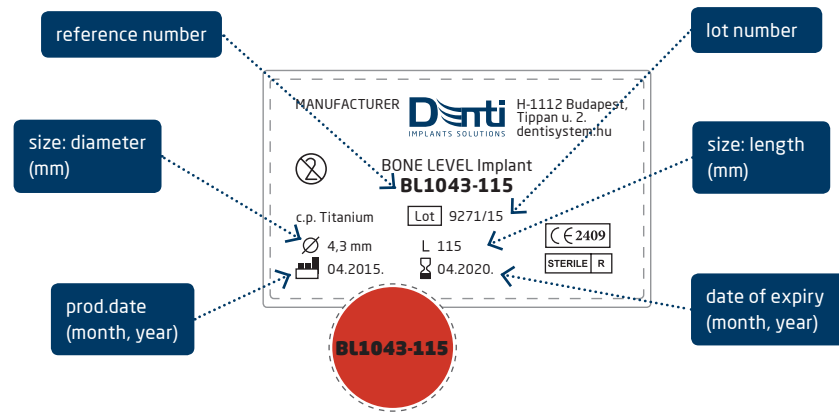 reference number
lot number
MANUFACTURER
Denti
IMPLANTS SOLUTIONS
H-1112 Budapest,
Tippan u. 2.
dentisystem.hu
size: diameter
(mm)
size: length
(mm)
2
BONE LEVEL Implant
BL1043-115
c.p. Titanium
Lot 9271/15
Ø 4,3 mm
L 115
CE 2409
04.2015.
04.2020.
STERILE R
prod.date
(month, year)
date of expiry
(month, year)
BL1043-115